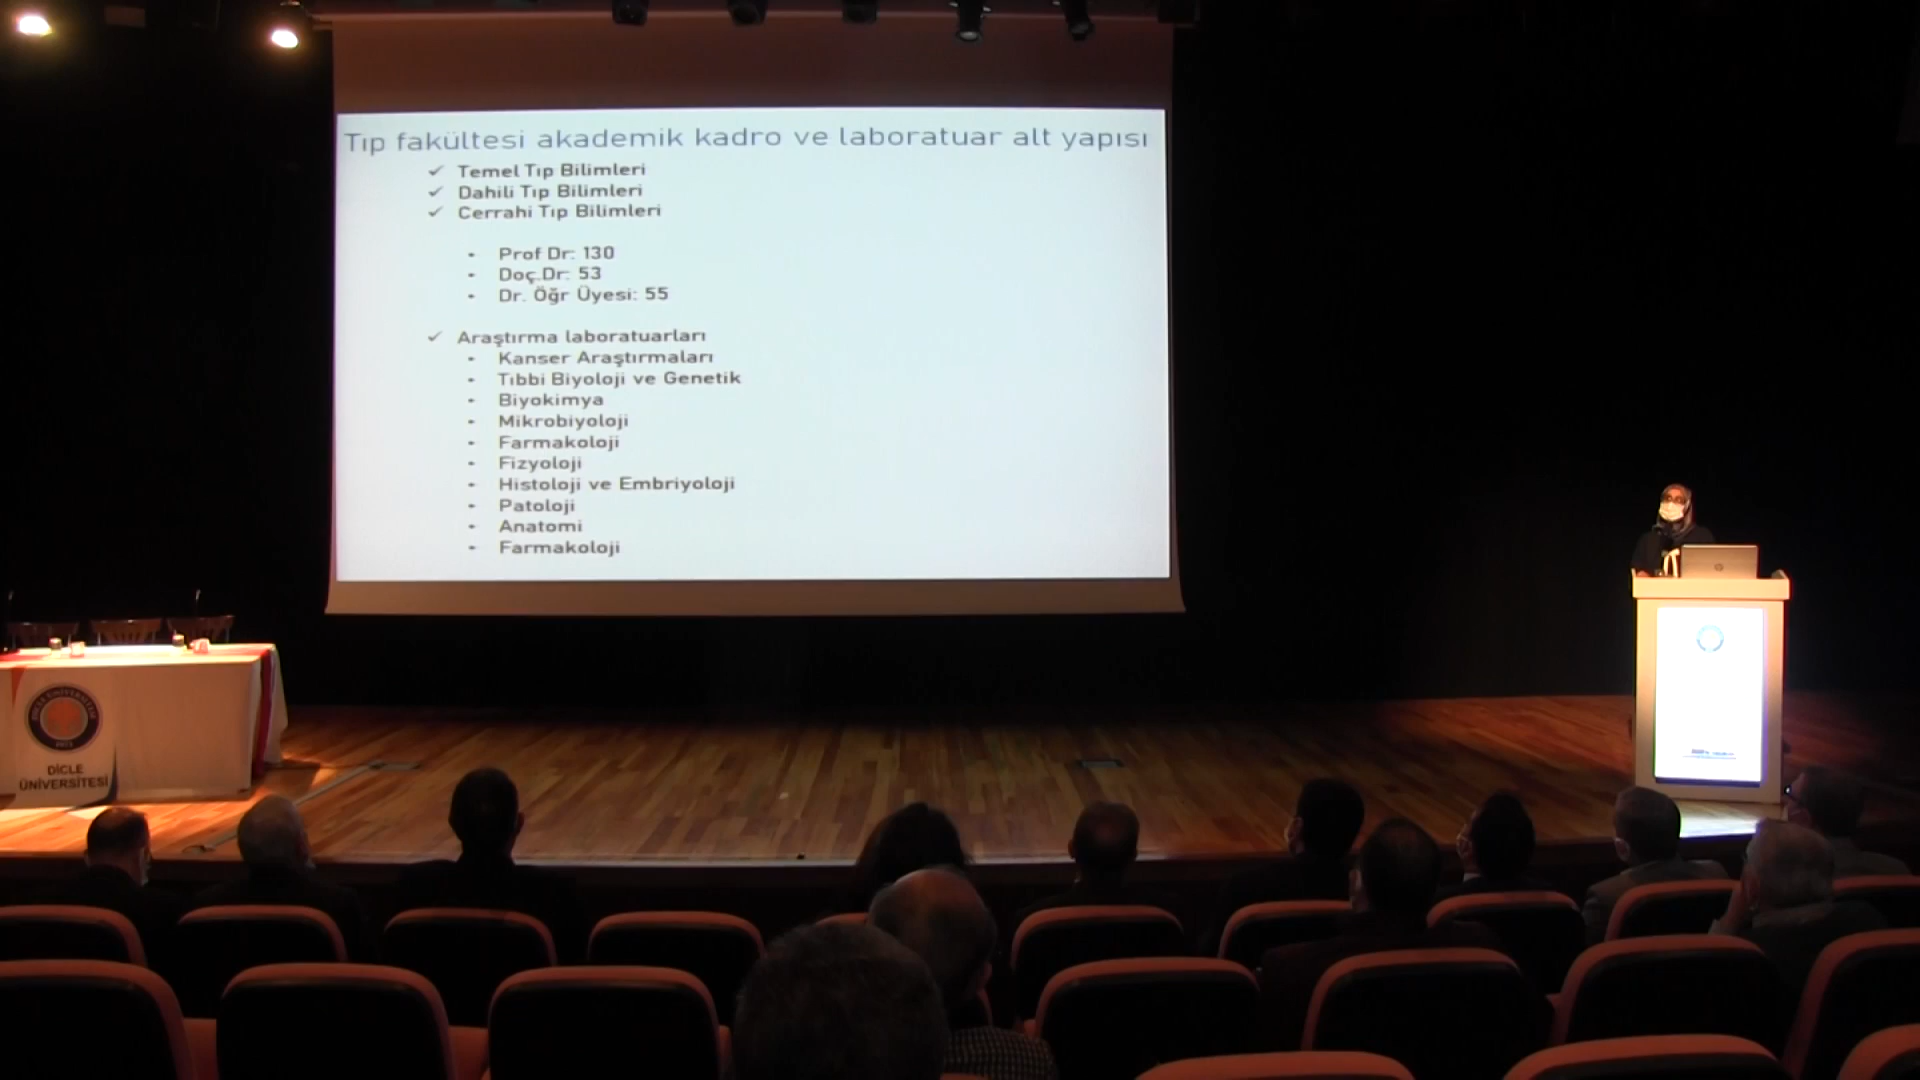 Tıp fakültesi akademik kadro ve laboratuar alt yapısı
✓ Temel Tıp Bilimleri
✓ Dahili Tıp Bilimleri
✓ Cerrahi Tıp Bilimleri
• Prof Dr: 130
• Doç.Dr: 53
• Dr. Öğr Üyesi: 55
✓ Araştırma laboratuarları
• Kanser Araştırmaları
• Tıbbi Biyoloji ve Genetik
• Biyokimya
• Mikrobiyoloji
• Farmakoloji
• Fizyoloji
• Histoloji ve Embriyoloji
• Patoloji
• Anatomi
• Farmakoloji
DİCLE
ÜNİVERSİTESİ